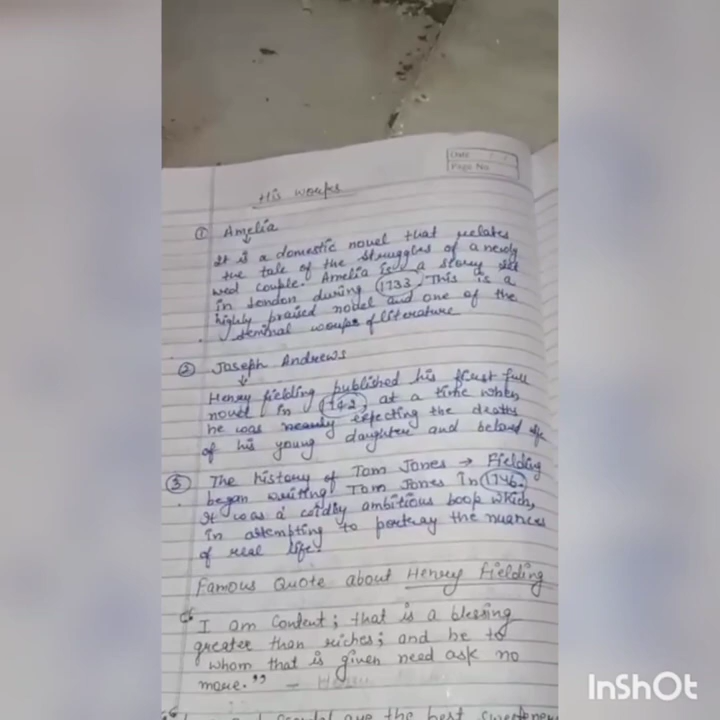 Date
Page No.
His works
① Amelia
It is a domestic novel that relates
the tale of the struggles of a newly
wed couple. Amelia is a story set
in London during 1733. This is a
highly praised novel and one of the
seminal works of literature
② Joseph Andrews
Henry fielding published his first full
novel in 1742, at a time when
he was nearly expecting the death
of his young daughter and beloved
③ The history of Tom Jones → Fielding
began writing Tom Jones in 1746.
It was a ambitious book which,
in attempting to portray the nuances
of real life.
Famous Quote about Henry Fielding
"I am Content; that is a blessing
greater than riches; and he to
whom that is given need ask no
more." –
are the best sweetener
InShOt